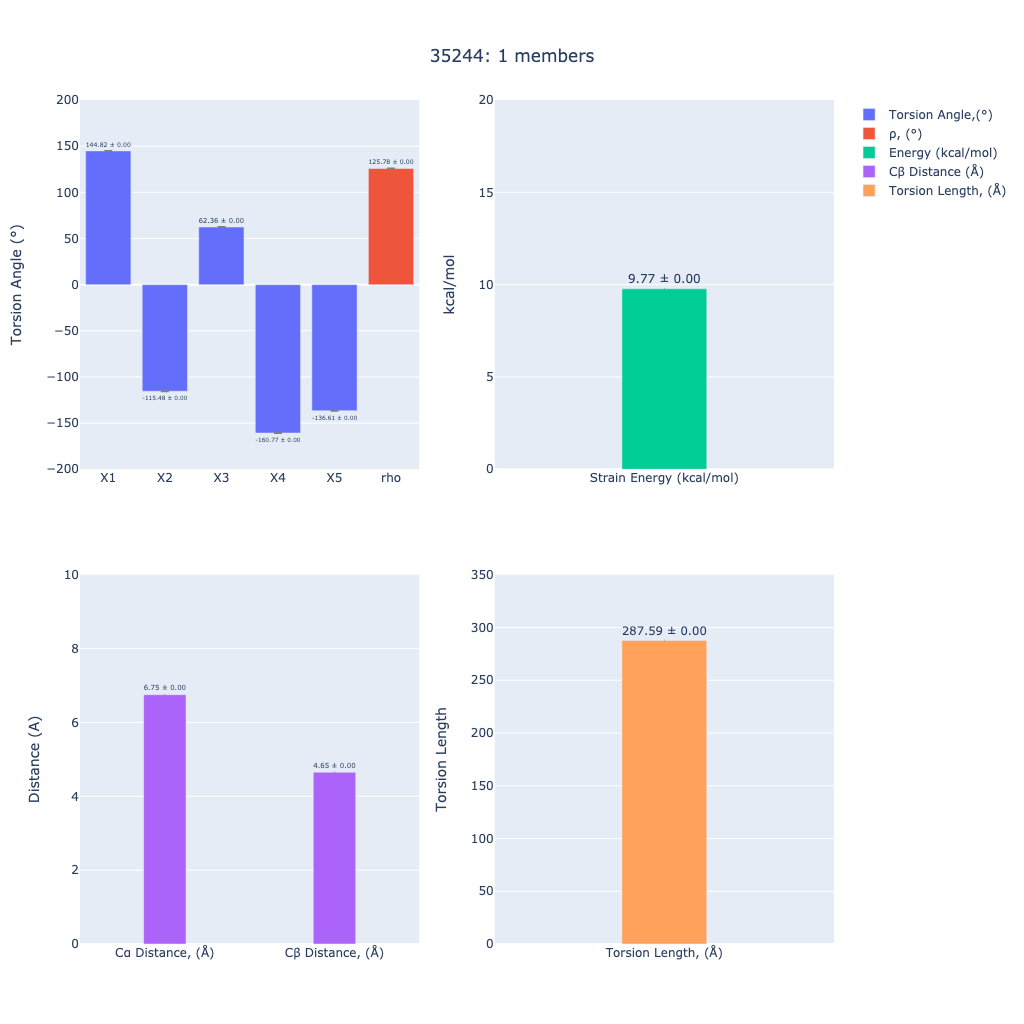 35244: 1 members
Torsion Angle (°)
200
150
100
50
0
−50
−100
−150
−200
144.82 ± 0.00
-115.48 ± 0.00
62.36 ± 0.00
-160.77 ± 0.00
-136.61 ± 0.00
125.78 ± 0.00
X1 X2 X3 X4 X5 rho
kcal/mol
20
15
10
5
0
9.77 ± 0.00
Strain Energy (kcal/mol)
Torsion Angle,(°)
ρ, (°)
Energy (kcal/mol)
Cβ Distance (Å)
Torsion Length, (Å)
Distance (A)
10
8
6
4
2
0
6.75 ± 0.00
4.65 ± 0.00
Cα Distance, (Å) Cβ Distance, (Å)
Torsion Length
350
300
250
200
150
100
50
0
287.59 ± 0.00
Torsion Length, (Å)